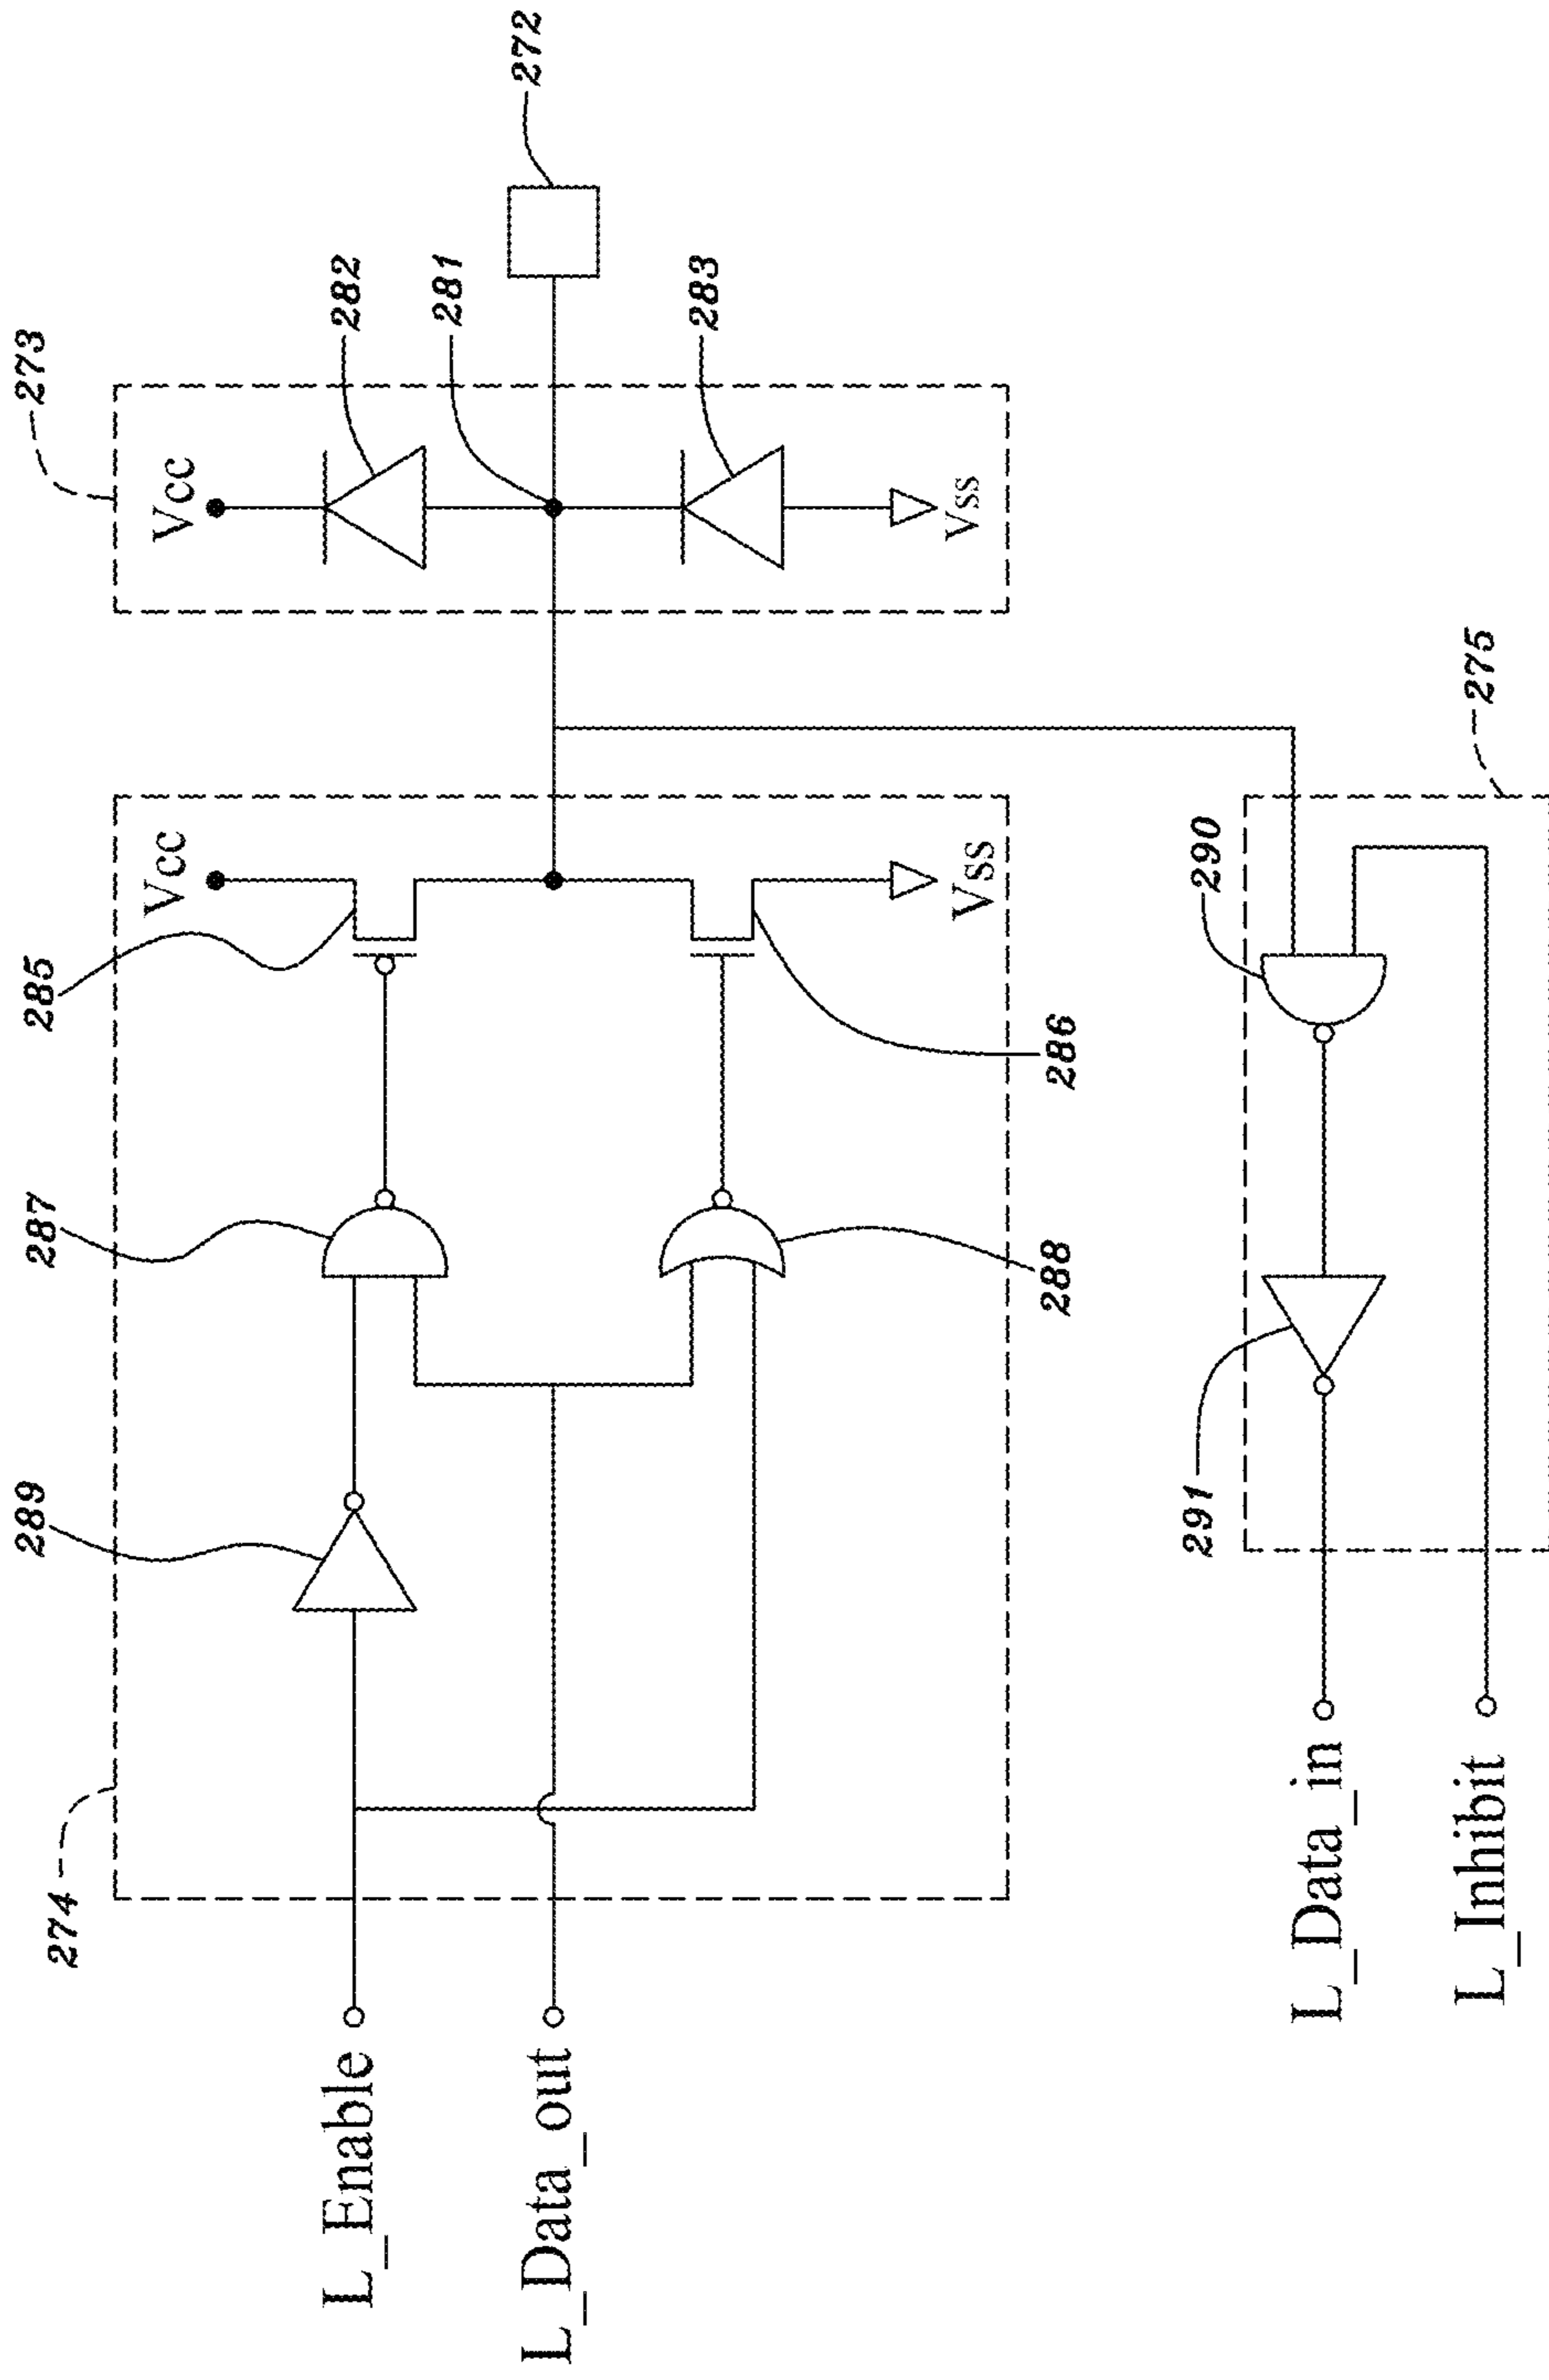 273
282
281
272
283
Vcc
Vss
274
289
287
285
Vcc
L_Enable
L_Data_out
288
286
Vss
275
290
291
L_Data_in
L_Inhibit